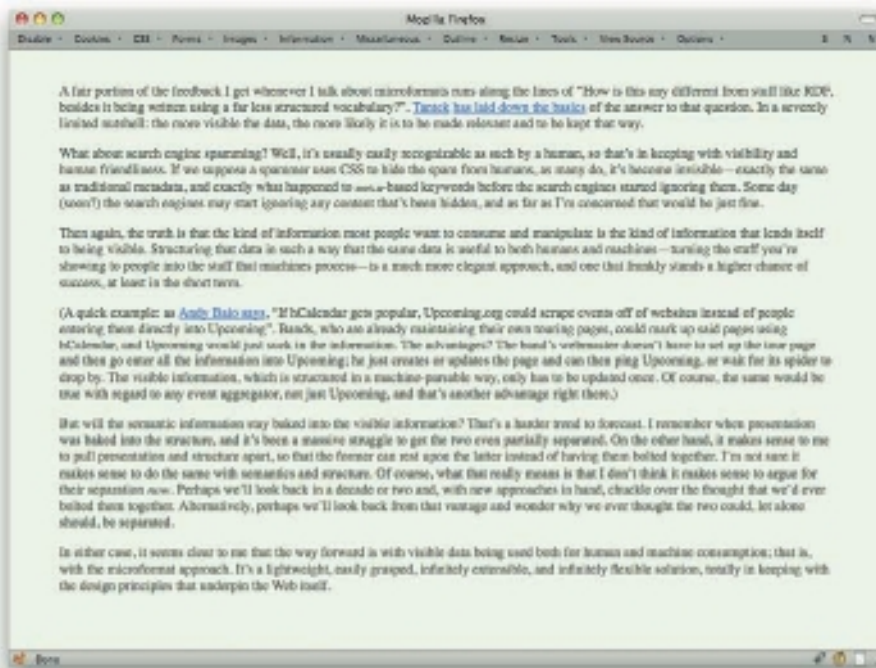 Mozilla Firefox
Disable Cookies CSS Forms Images Information Miscellaneous Outline Resize Tools View Source Options
A fair portion of the feedback I get whenever I talk about microformats runs along the lines of "How is this any different from stuff like RDF,
besides it being written using a far less structured vocabulary?". Tantek has laid down the basics of the answer to that question. In a severely
limited nutshell: the more visible the data, the more likely it is to be made relevant and to be kept that way.
What about search engine spamming? Well, it's usually easily recognizable as such by a human, so that's in keeping with visibility and
human friendliness. If we suppose a spammer uses CSS to hide the spam from humans, as many do, it's become invisible—exactly the same
as traditional metadata, and exactly what happened to meta-based keywords before the search engines started ignoring them. Some day
(soon?) the search engines may start ignoring any content that's been hidden, and as far as I'm concerned that would be just fine.
Then again, the truth is that the kind of information most people want to consume and manipulate is the kind of information that lends itself
to being visible. Structuring that data in such a way that the same data is useful to both humans and machines—turning the stuff you're
showing to people into the stuff that machines process—is a much more elegant approach, and one that frankly stands a higher chance of
success, at least in the short term.
(A quick example: as Andy Baio says, "If hCalendar gets popular, Upcoming.org could scrape events off of websites instead of people
entering them directly into Upcoming". Bands, who are already maintaining their own touring pages, could mark up said pages using
hCalendar, and Upcoming would just suck in the information. The advantages? The band's webmaster doesn't have to set up the tour page
and then go enter all the information into Upcoming; he just creates or updates the page and can then ping Upcoming, or wait for its spider to
drop by. The visible information, which is structured in a machine-parsable way, only has to be updated once. Of course, the same would be
true with regard to any event aggregator, not just Upcoming, and that's another advantage right there.)
But will the semantic information stay baked into the visible information? That's a harder trend to forecast. I remember when presentation
was baked into the structure, and it's been a massive struggle to get the two even partially separated. On the other hand, it makes sense to me
to pull presentation and structure apart, so that the former can rest upon the latter instead of having them bolted together. I'm not sure it
makes sense to do the same with semantics and structure. Of course, what that really means is that I don't think it makes sense to argue for
their separation now. Perhaps we'll look back in a decade or two and, with new approaches in hand, chuckle over the thought that we'd ever
bolted them together. Alternatively, perhaps we'll look back from that vantage and wonder why we ever thought the two could, let alone
should, be separated.
In either case, it seems clear to me that the way forward is with visible data being used both for human and machine consumption; that is,
with the microformat approach. It's a lightweight, easily grasped, infinitely extensible, and infinitely flexible solution, totally in keeping with
the design principles that underpin the Web itself.
Done